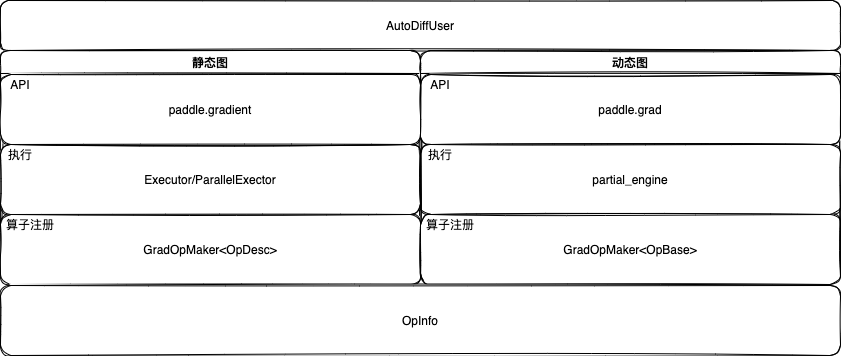 AutoDiffUser
静态图
动态图
API
paddle.gradient
API
paddle.grad
执行
Executor/ParallelExector
执行
partial_engine
算子注册
GradOpMaker<OpDesc>
算子注册
GradOpMaker<OpBase>
OpInfo